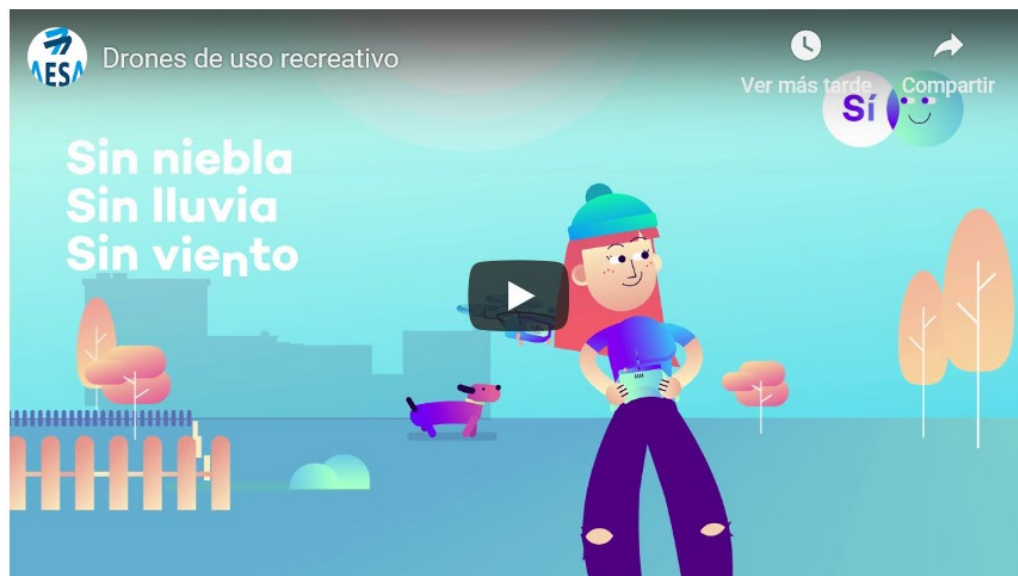 AESA
Drones de uso recreativo
Ver más tarde
Compartir
Sí
Sin niebla
Sin lluvia
Sin viento